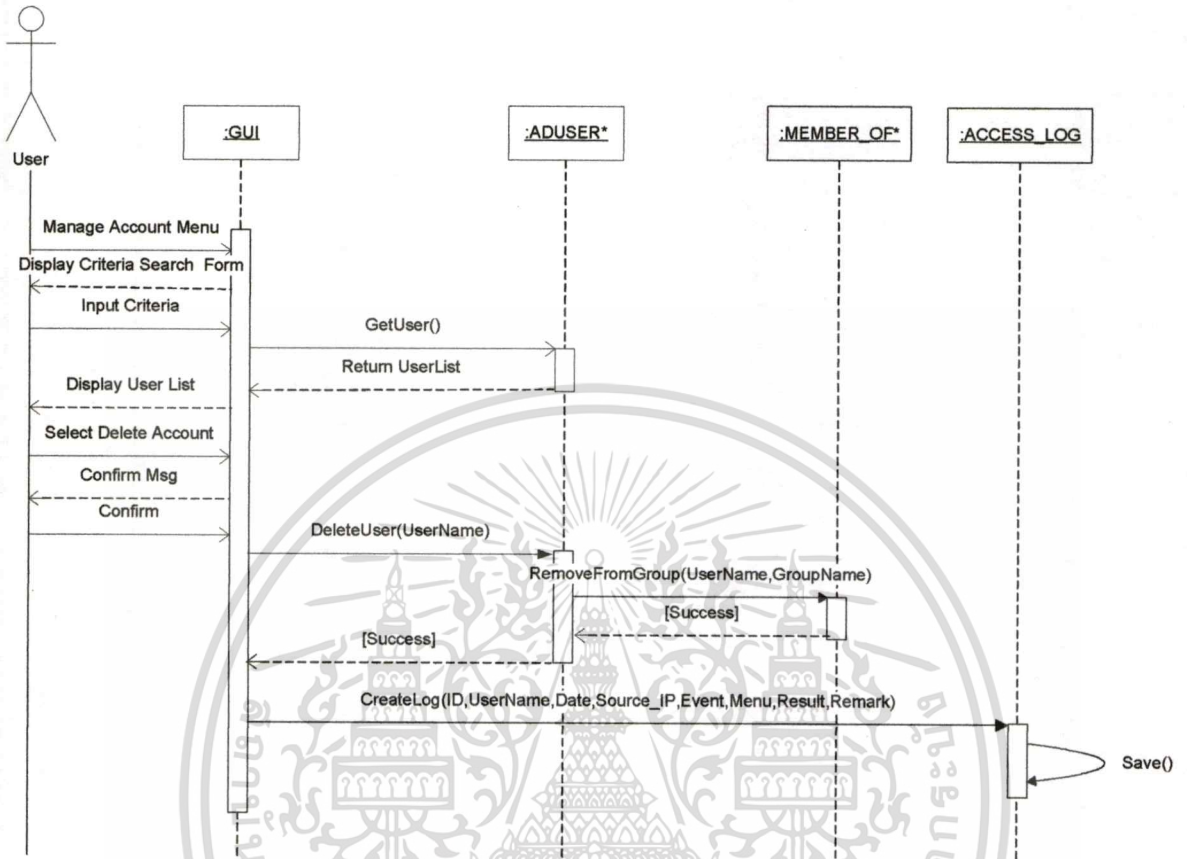 User
:GUI
:ADUSER*
:MEMBER_OF*
:ACCESS_LOG
Manage Account Menu
Display Criteria Search Form
Input Criteria
GetUser()
Return UserList
Display User List
Select Delete Account
Confirm Msg
Confirm
DeleteUser(UserName)
RemoveFromGroup(UserName,GroupName)
[Success]
[Success]
CreateLog(ID,UserName,Date,Source_IP,Event,Menu,Result,Remark)
Save()